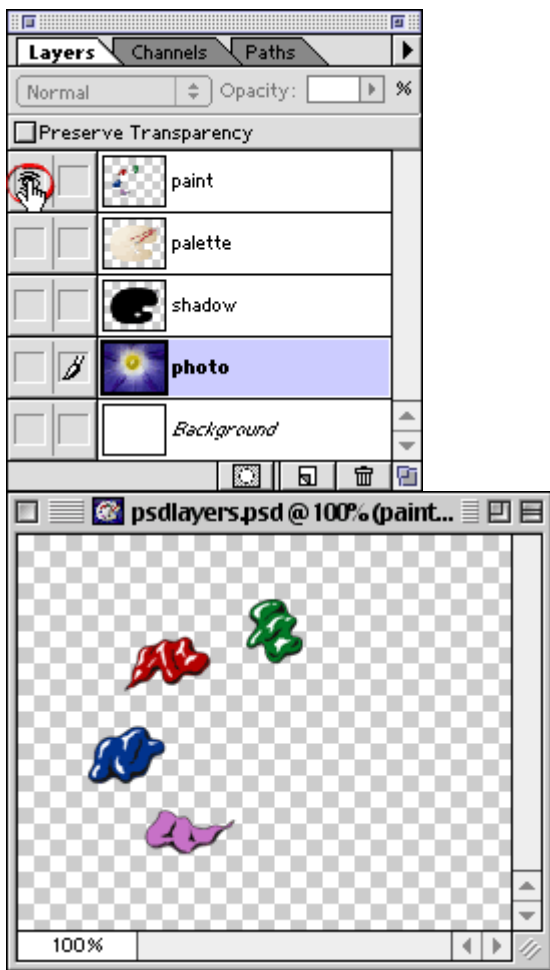 Layers Channels Paths
Normal Opacity: %
Preserve Transparency
paint
palette
shadow
photo
Background
psdlayers.psd @ 100% (paint...
100%